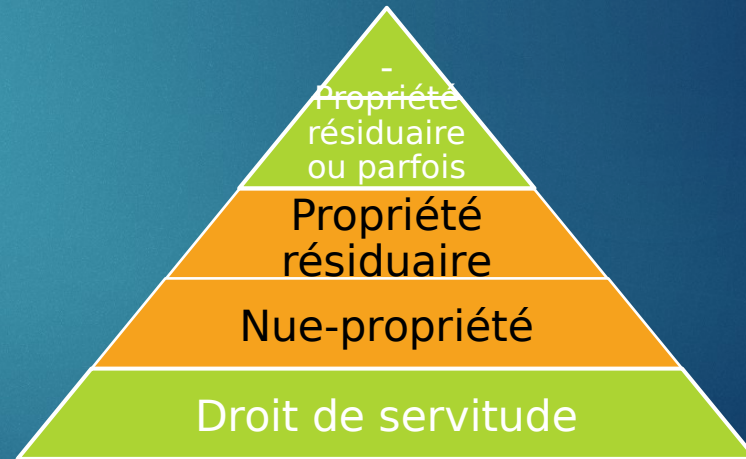 -
Propriété
résiduaire
ou parfois
Propriété
résiduaire
Nue-propriété
Droit de servitude